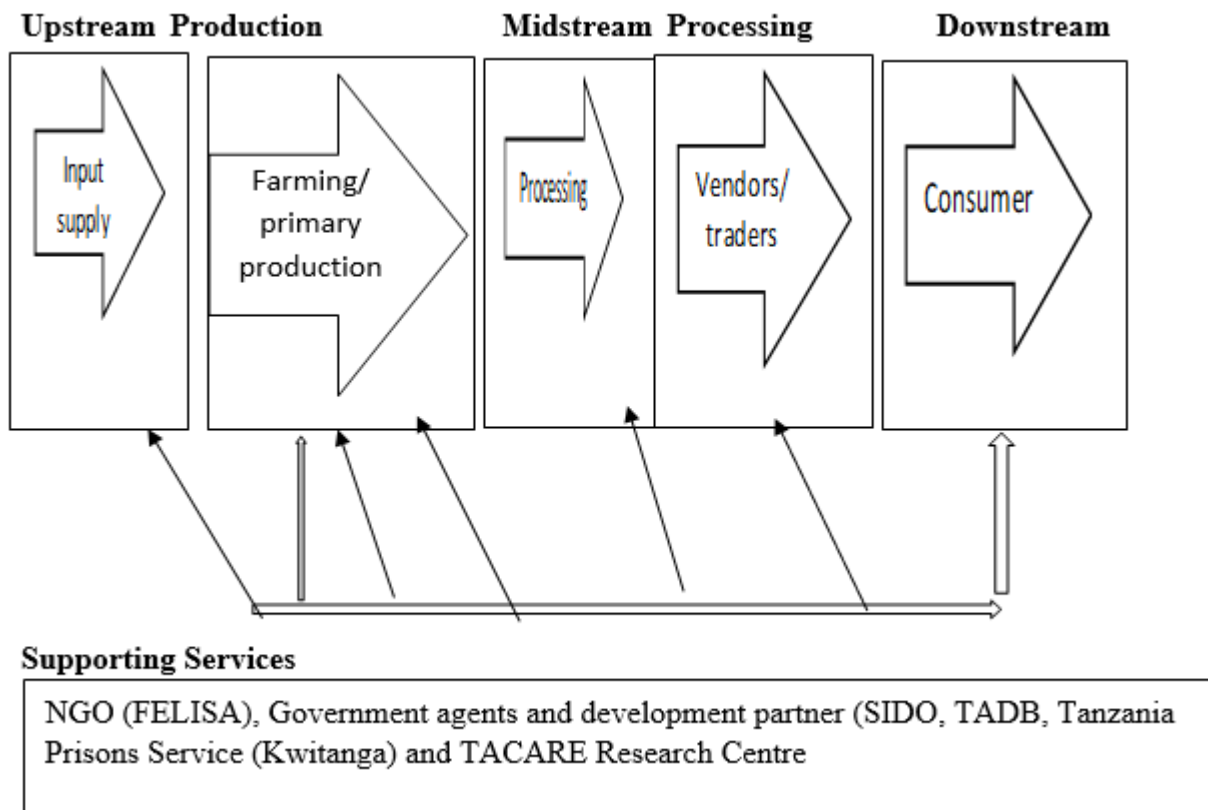 Upstream Production
Midstream Processing
Downstream
Input
supply
Farming/
primary
production
Processing
Vendors/
traders
Consumer
Supporting Services
NGO (FELISA), Government agents and development partner (SIDO, TADB, Tanzania
Prisons Service (Kwitanga) and TACARE Research Centre